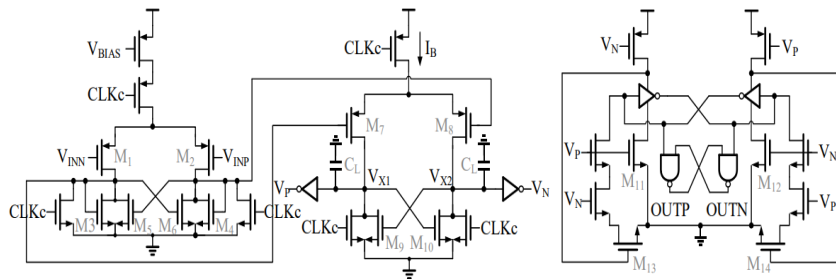 V_BIAS
CLKc
V_INN
M_1
M_2
V_INP
CLKc
M3
M_5
M_6
M_4
CLKc
CLKc
I_B
M_7
M_8
C_L
C_L
V_P
V_X1
V_X2
V_N
CLKc
M_9
M_10
CLKc
V_N
V_P
V_P
M_11
M_12
V_N
V_N
OUTP
OUTN
V_P
M_13
M_14